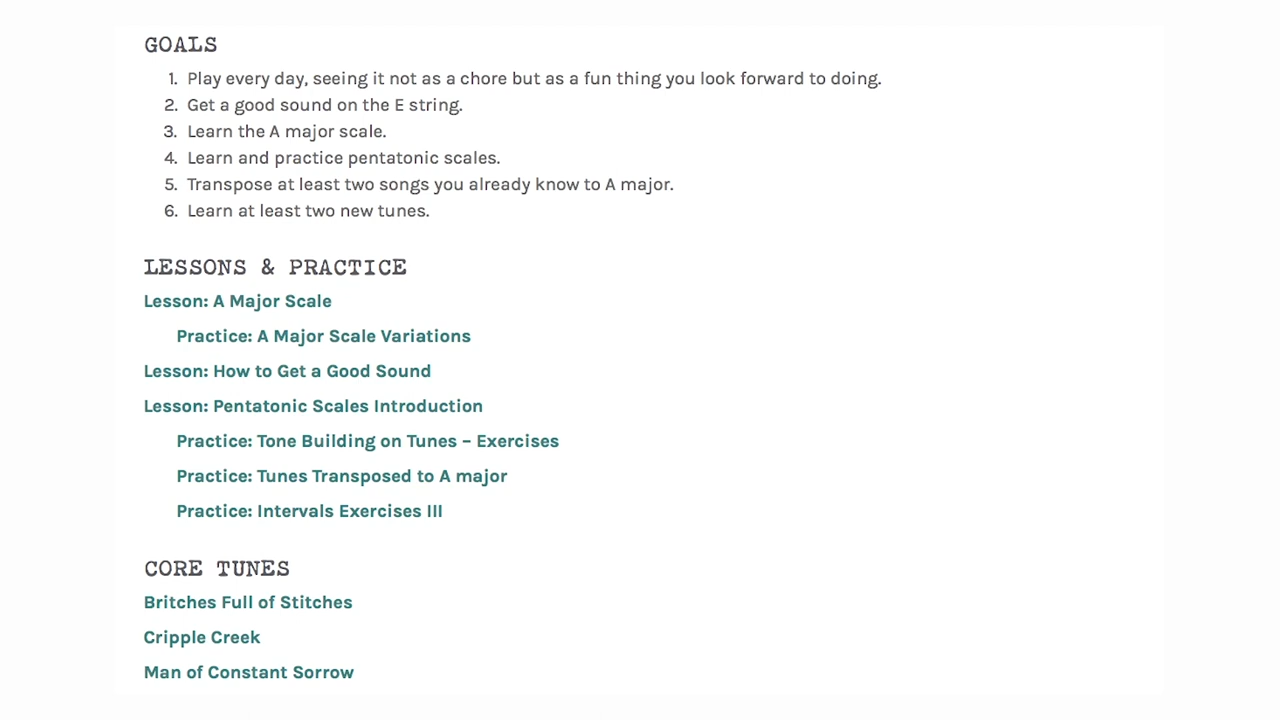 GOALS
1. Play every day, seeing it not as a chore but as a fun thing you look forward to doing.
2. Get a good sound on the E string.
3. Learn the A major scale.
4. Learn and practice pentatonic scales.
5. Transpose at least two songs you already know to A major.
6. Learn at least two new tunes.
LESSONS & PRACTICE
Lesson: A Major Scale
Practice: A Major Scale Variations
Lesson: How to Get a Good Sound
Lesson: Pentatonic Scales Introduction
Practice: Tone Building on Tunes – Exercises
Practice: Tunes Transposed to A major
Practice: Intervals Exercises III
CORE TUNES
Britches Full of Stitches
Cripple Creek
Man of Constant Sorrow